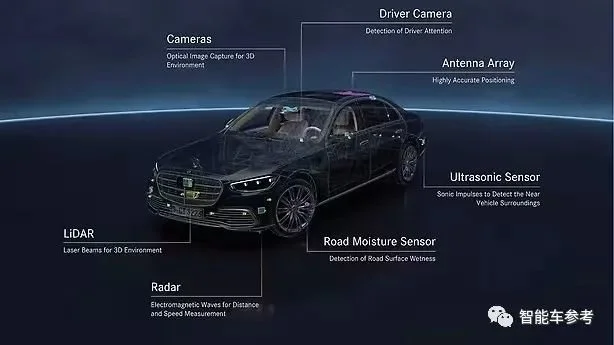 Driver Camera
Detection of Driver Attention
Cameras
Optical Image Capture for 3D
Environment
Antenna Array
Highly Accurate Positioning
Ultrasonic Sensor
Sonic Impulses to Detect the Near
Vehicle Surroundings
LiDAR
Laser Beams for 3D Environment
Road Moisture Sensor
Detection of Road Surface Wetness
Radar
Electromagnetic Waves for Distance
and Speed Measurement
智能车参考